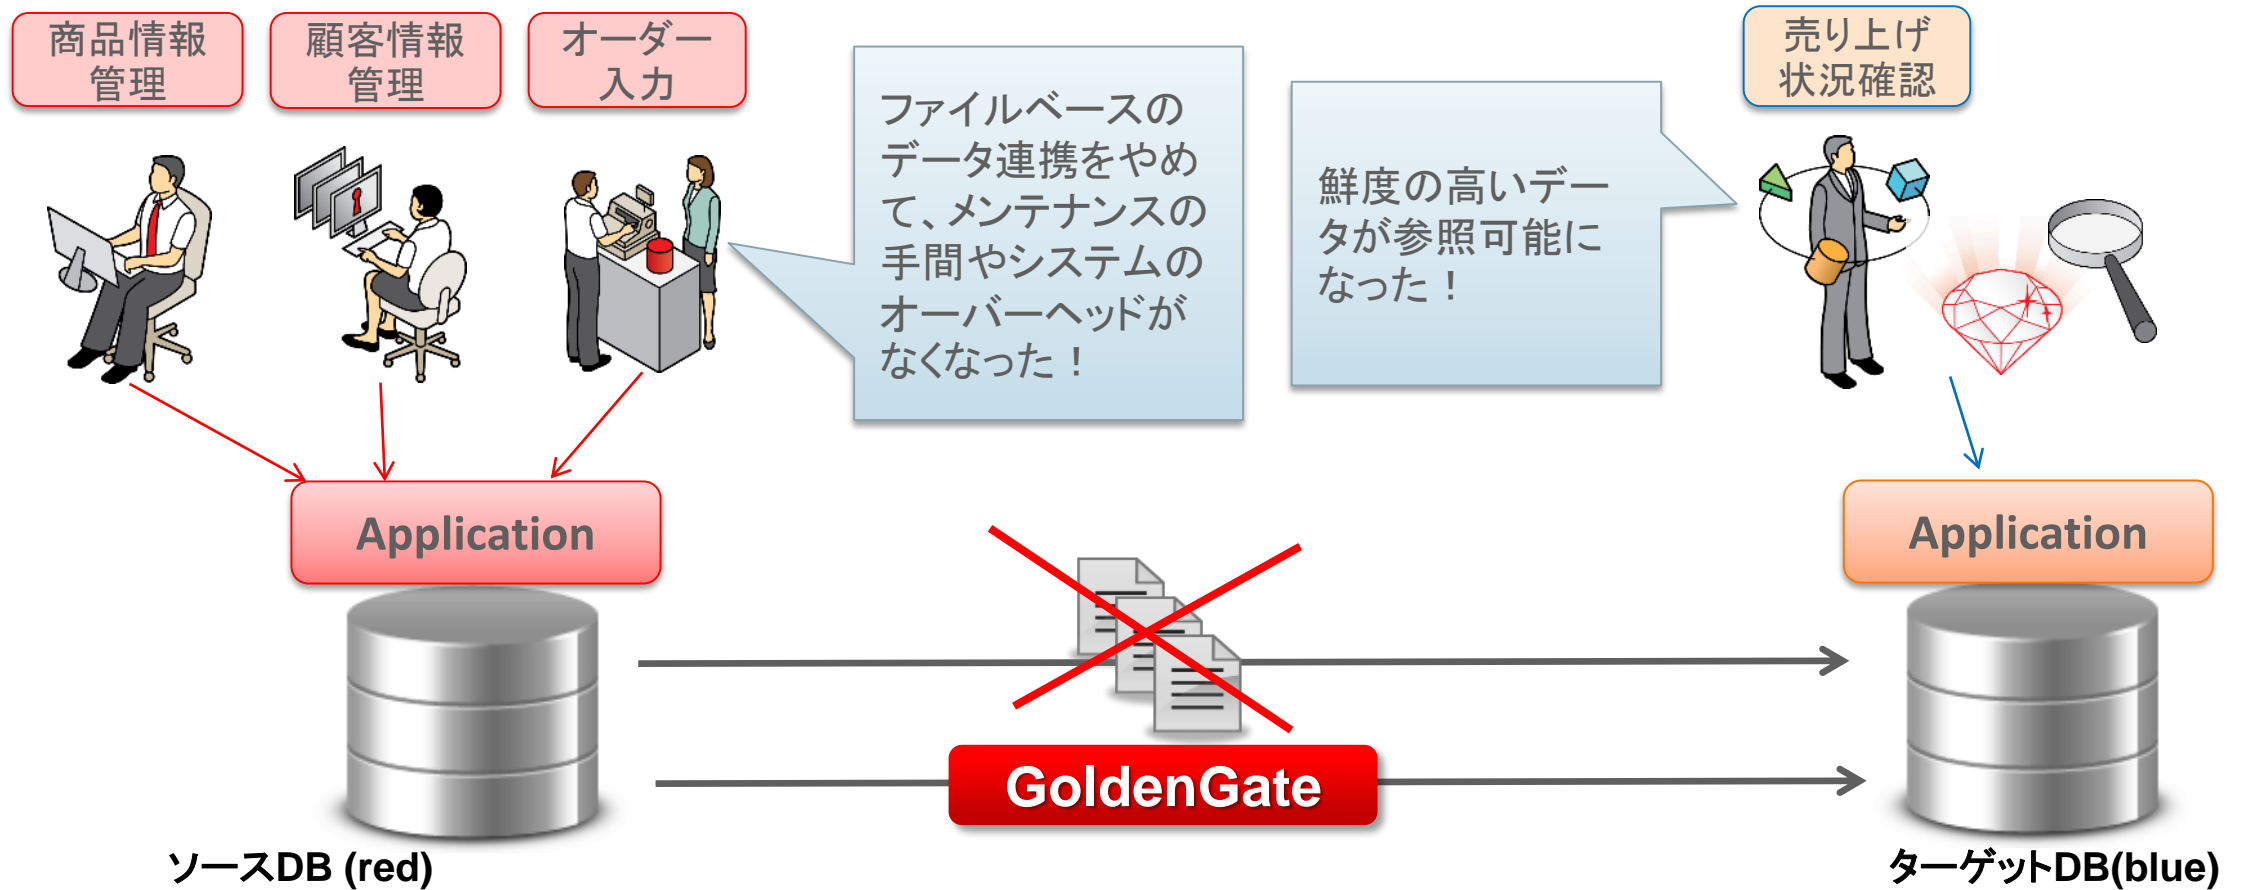 商品情報
管理
顧客情報
管理
オーダー
入力
ファイルベースの
データ連携をやめ
て、メンテナンスの
手間やシステムの
オーバーヘッドが
なくなった！
鮮度の高いデー
タが参照可能に
なった！
売り上げ
状況確認
Application
Application
GoldenGate
ソースDB (red)
ターゲットDB(blue)